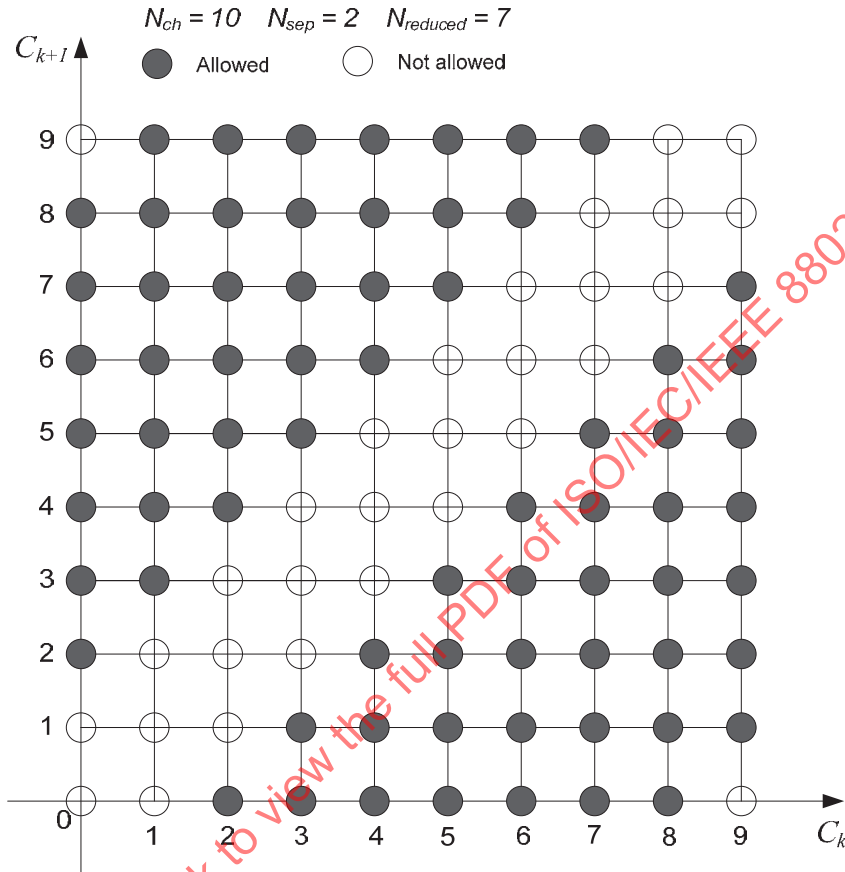 N_ch = 10 N_sep = 2 N_reduced = 7
C_k+1
Allowed
Not allowed
9
8
7
6
5
4
3
2
1
0
1 2 3 4 5 6 7 8 9
C_k
k to view the full PDF of ISO/IEC/IEEE 8802